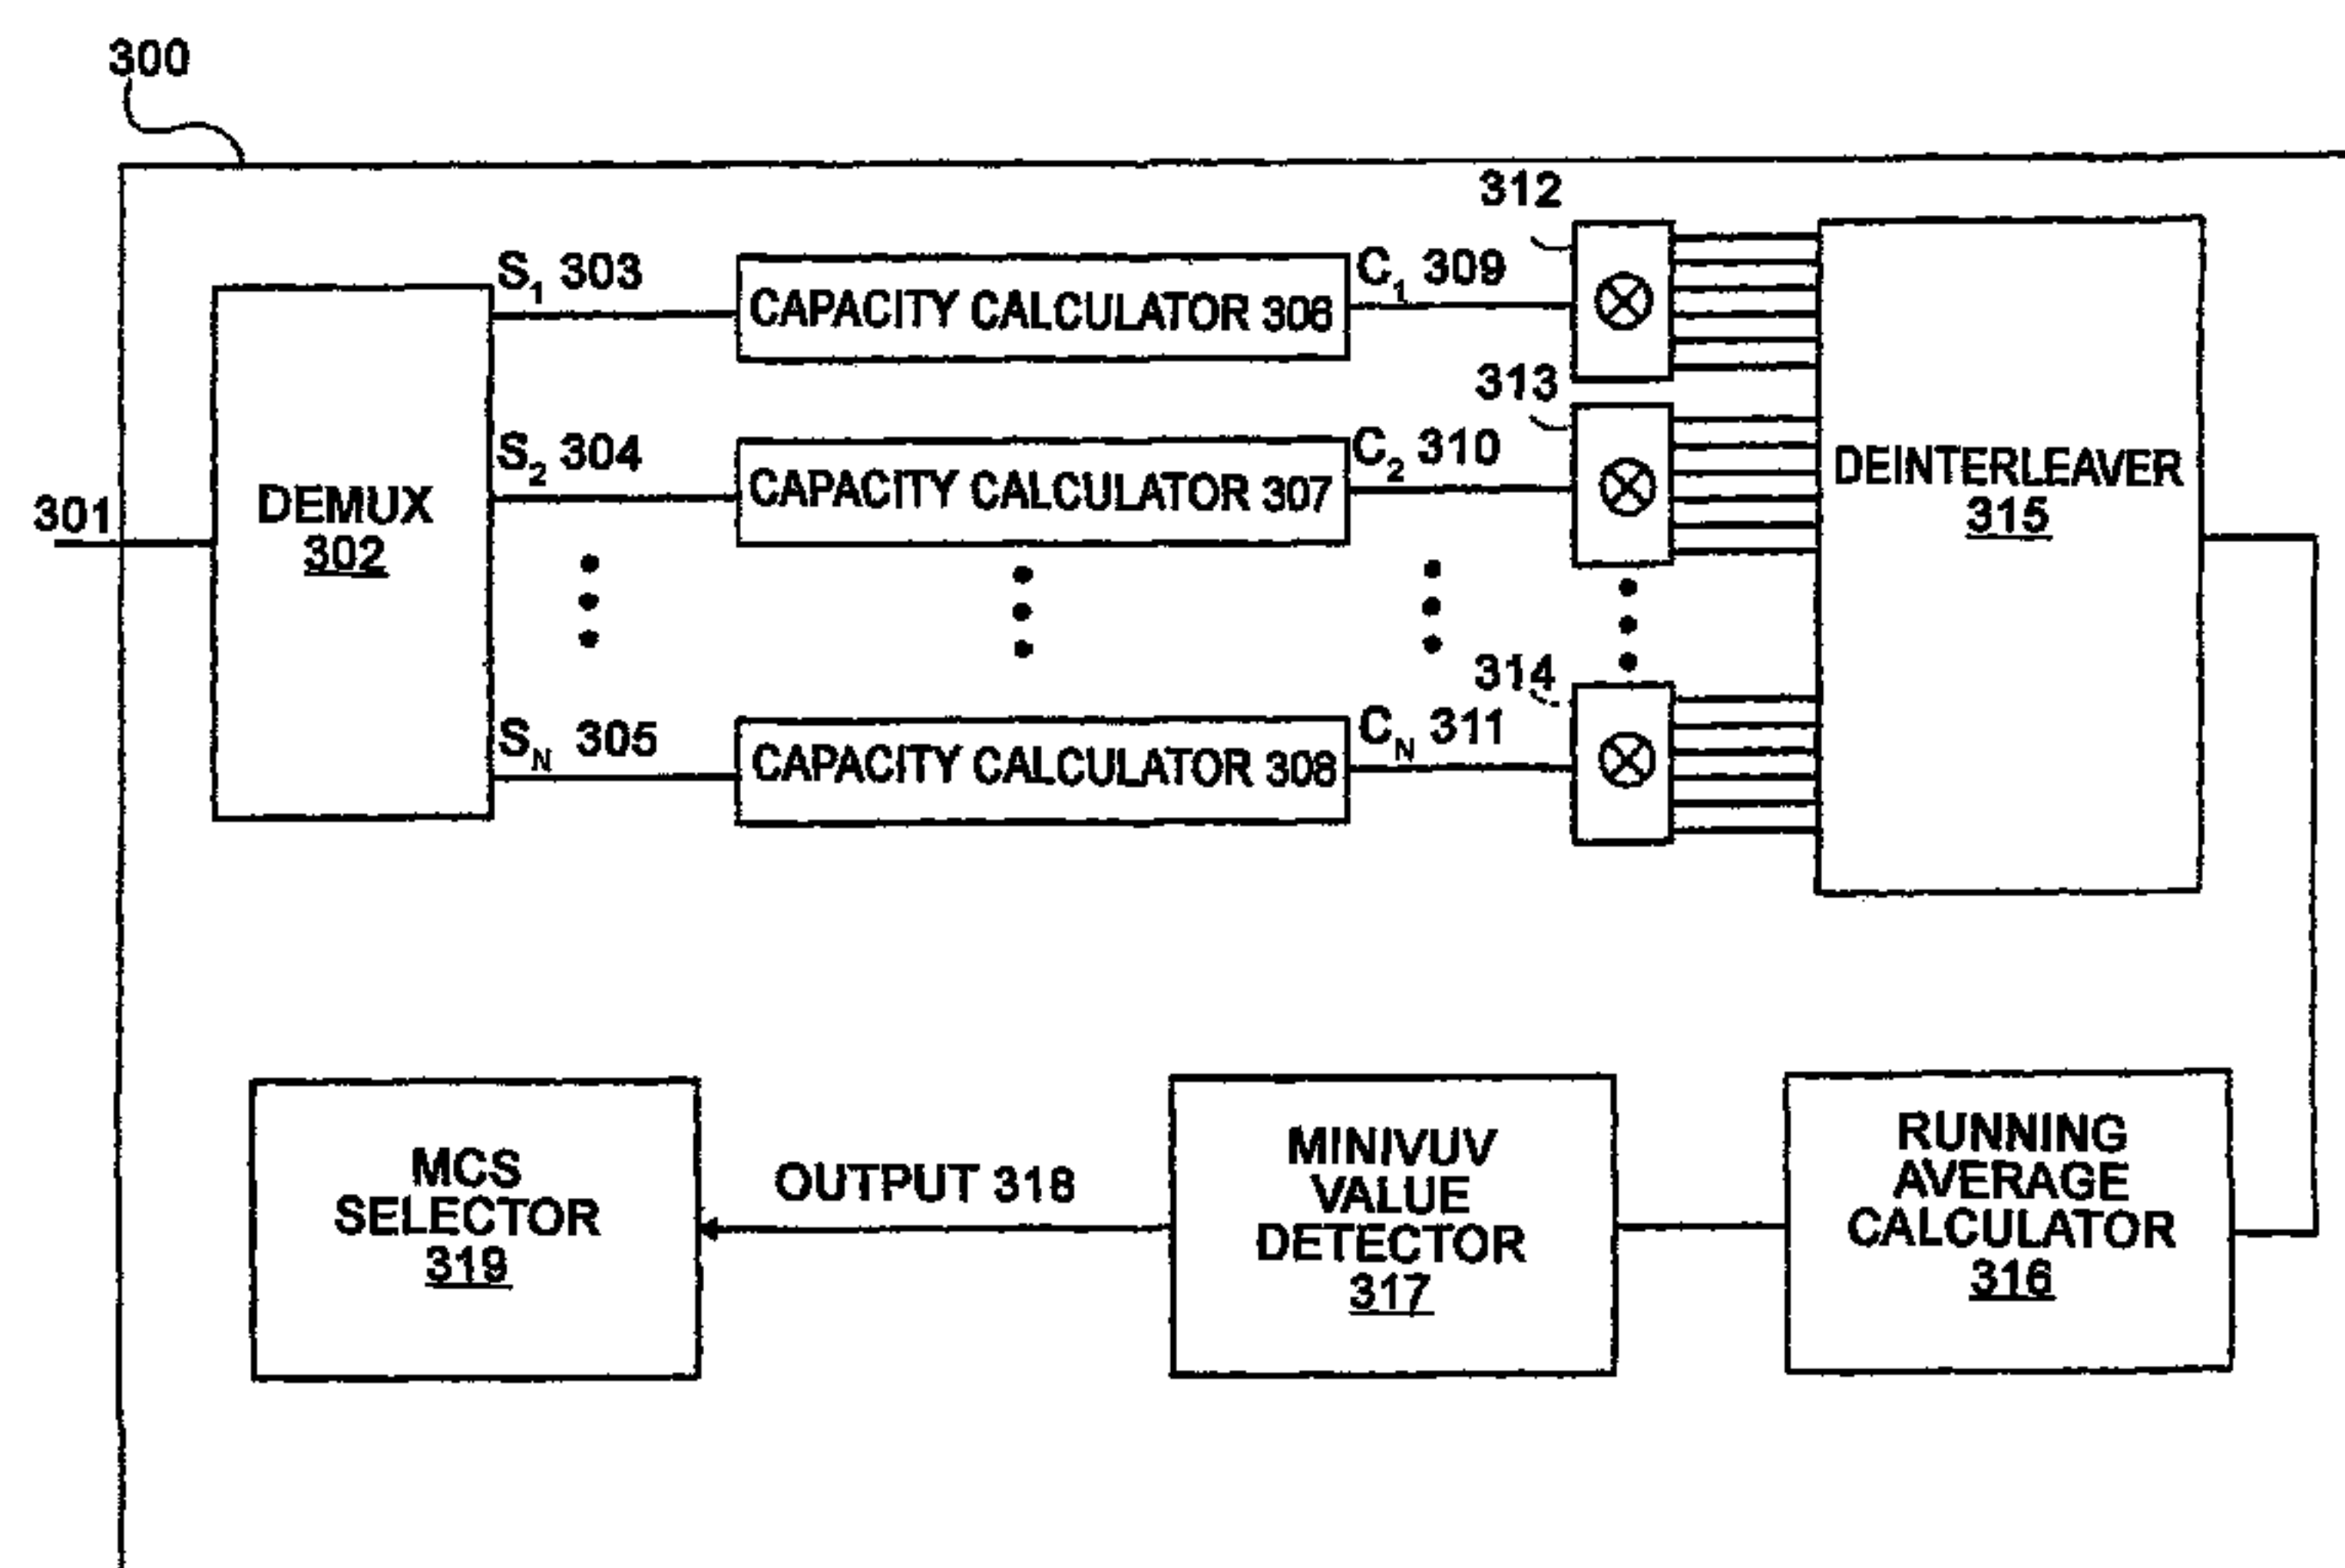 300
312
S1 303
CAPACITY CALCULATOR 306
C1 309
313
S2 304
CAPACITY CALCULATOR 307
C2 310
DEINTERLEAVER
315
301
DEMUX
302
314
SN 305
CAPACITY CALCULATOR 308
CN 311
MCS
SELECTOR
319
OUTPUT 318
MINIVUV
VALUE
DETECTOR
317
RUNNING
AVERAGE
CALCULATOR
316